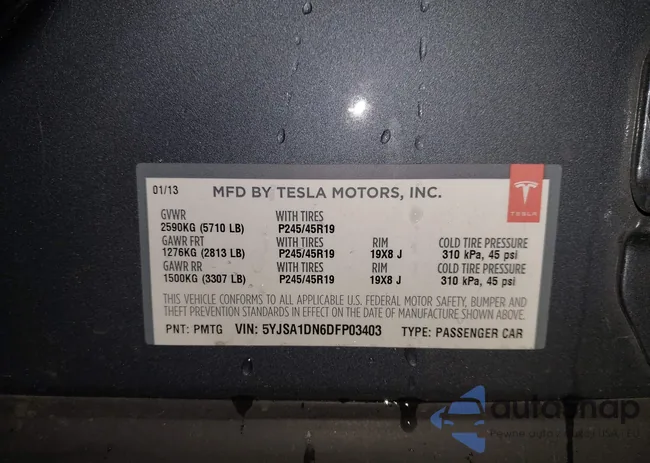 01/13 MFD BY TESLA MOTORS, INC.
TESLA
GVWR WITH TIRES
2590KG (5710 LB) P245/45R19
GAWR FRT WITH TIRES RIM COLD TIRE PRESSURE
1276KG (2813 LB) P245/45R19 19X8 J 310 kPa, 45 psi
GAWR RR WITH TIRES RIM COLD TIRE PRESSURE
1500KG (3307 LB) P245/45R19 19X8 J 310 kPa, 45 psi
THIS VEHICLE CONFORMS TO ALL APPLICABLE U.S. FEDERAL MOTOR SAFETY, BUMPER AND
THEFT PREVENTION STANDARDS IN EFFECT ON THE DATE OF MANUFACTURE SHOWN ABOVE.
PNT: PMTG VIN: 5YJSA1DN6DFP03403 TYPE: PASSENGER CAR
autosnap
Pewne auto z